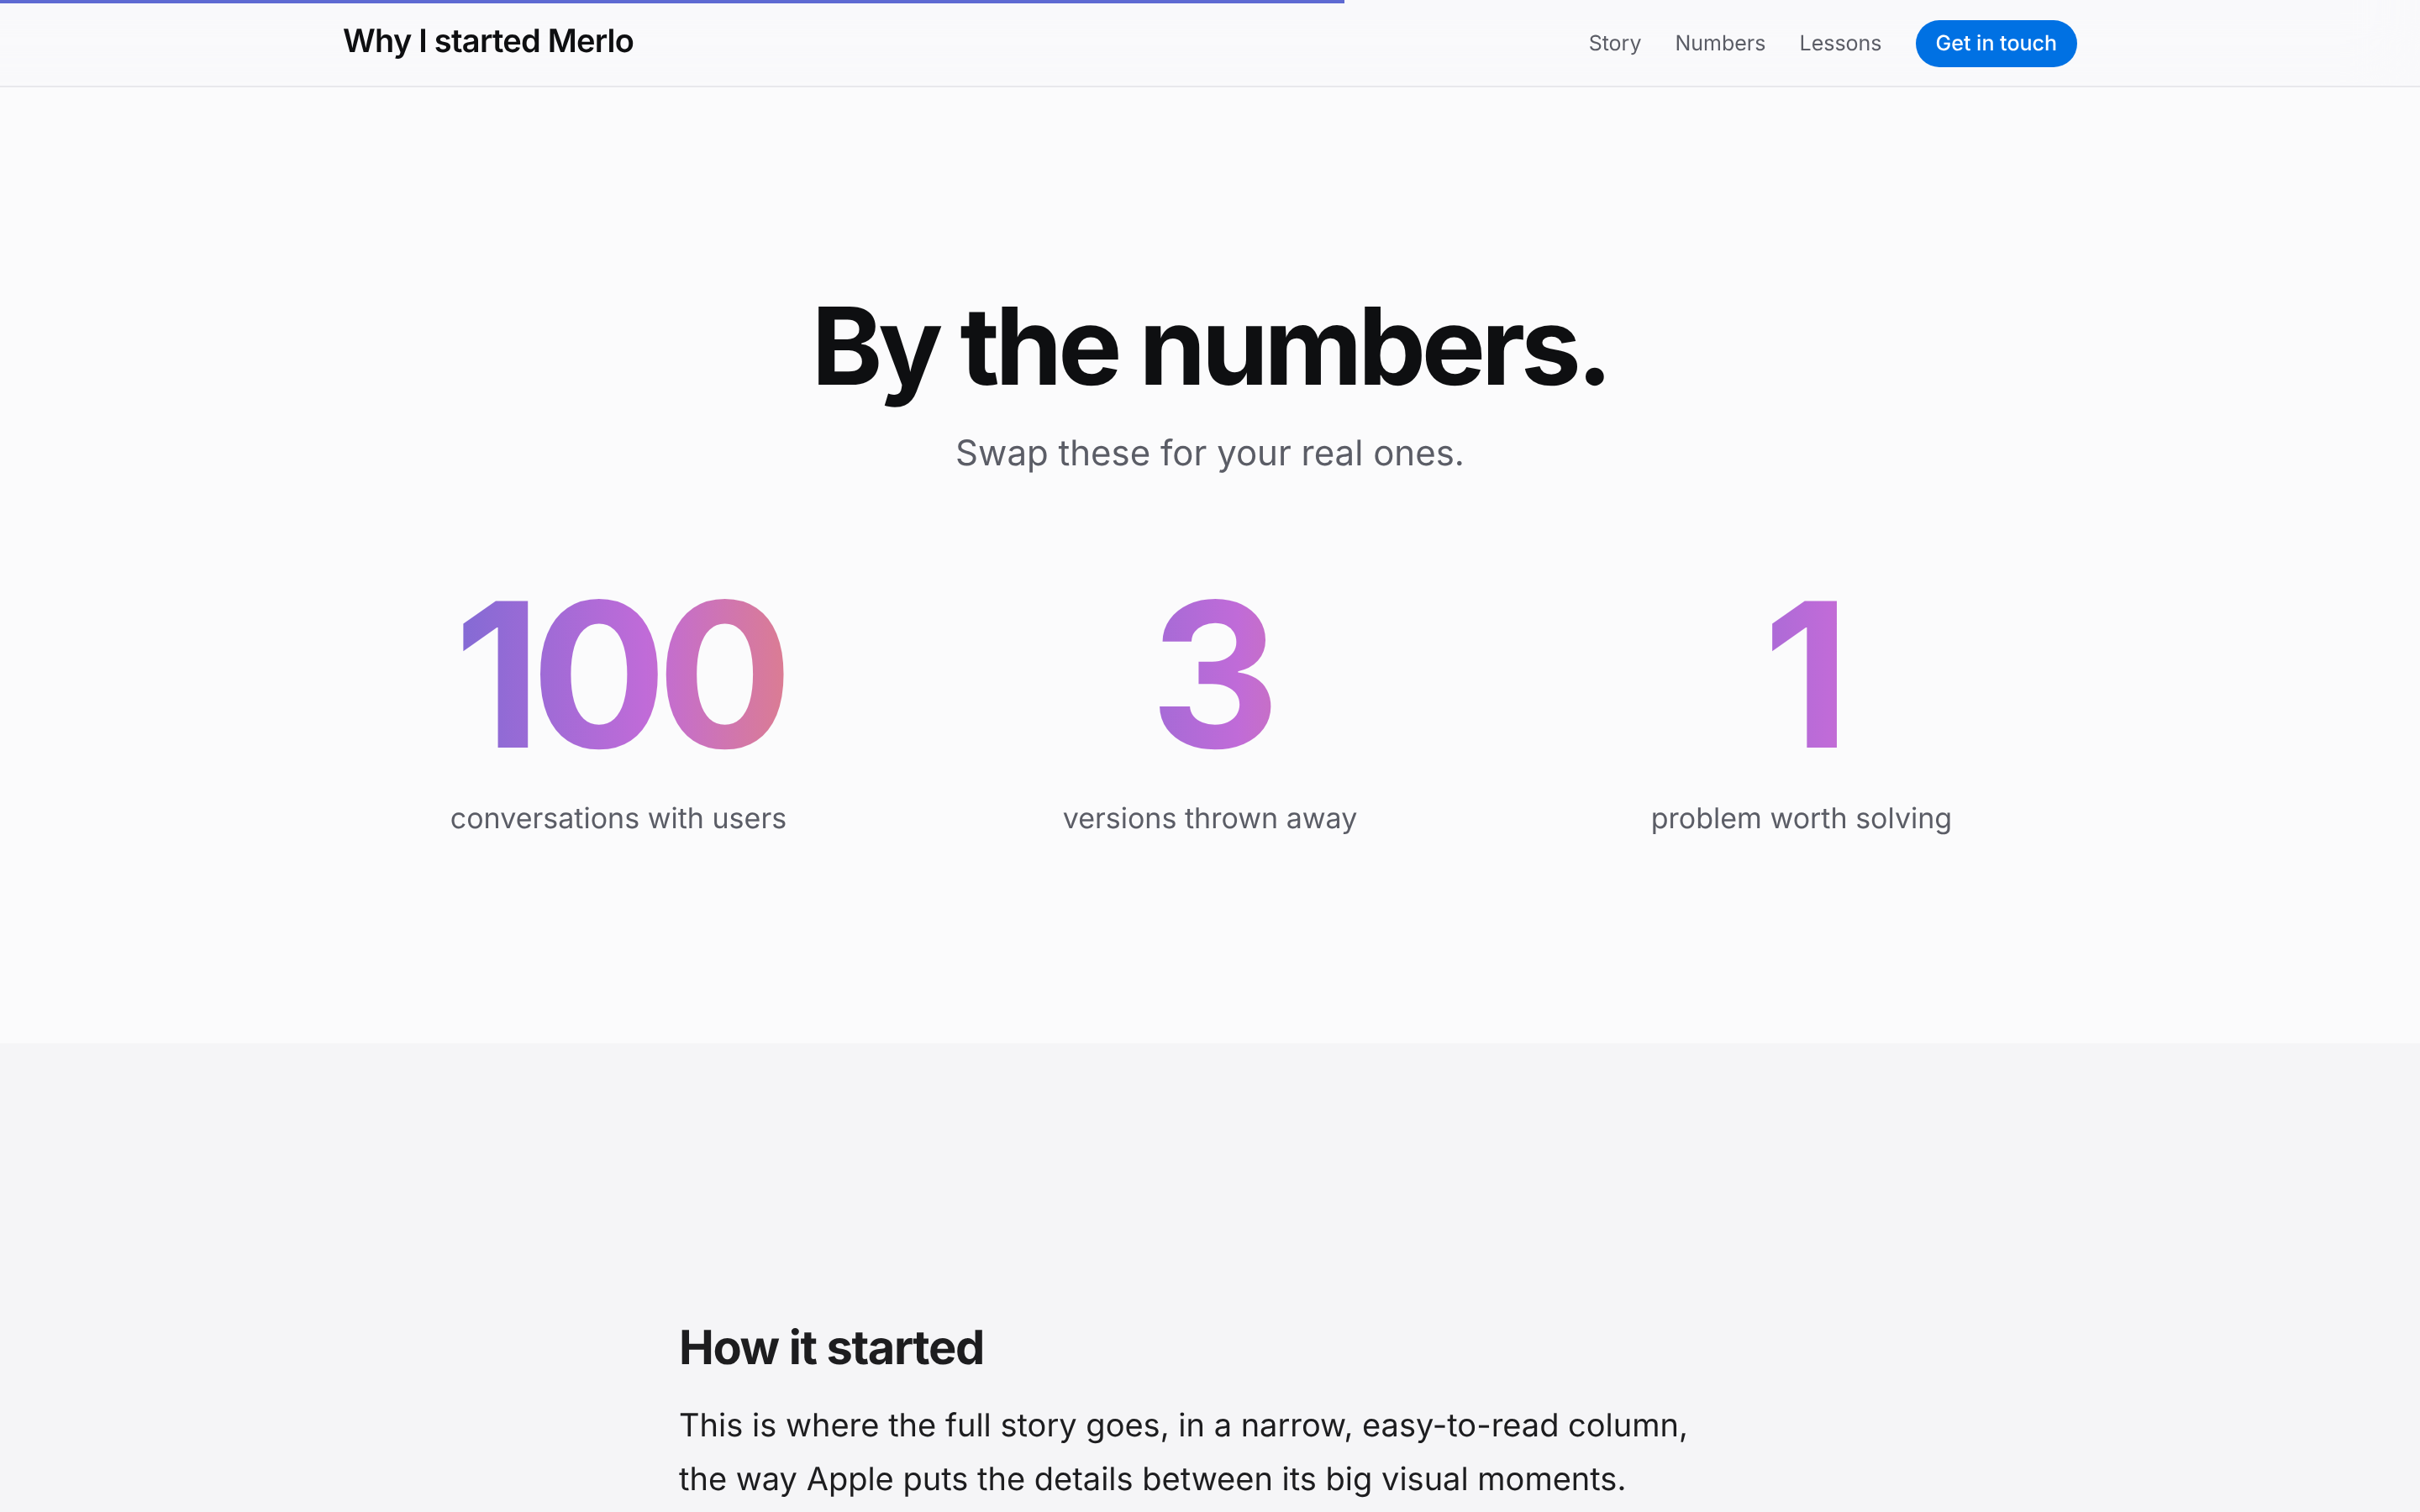 Why I started Merlo
Story
Numbers
Lessons
Get in touch
By the numbers.
Swap these for your real ones.
100
3
1
conversations with users
versions thrown away
problem worth solving
How it started
This is where the full story goes, in a narrow, easy-to-read column,
the way Apple puts the details between its big visual moments.